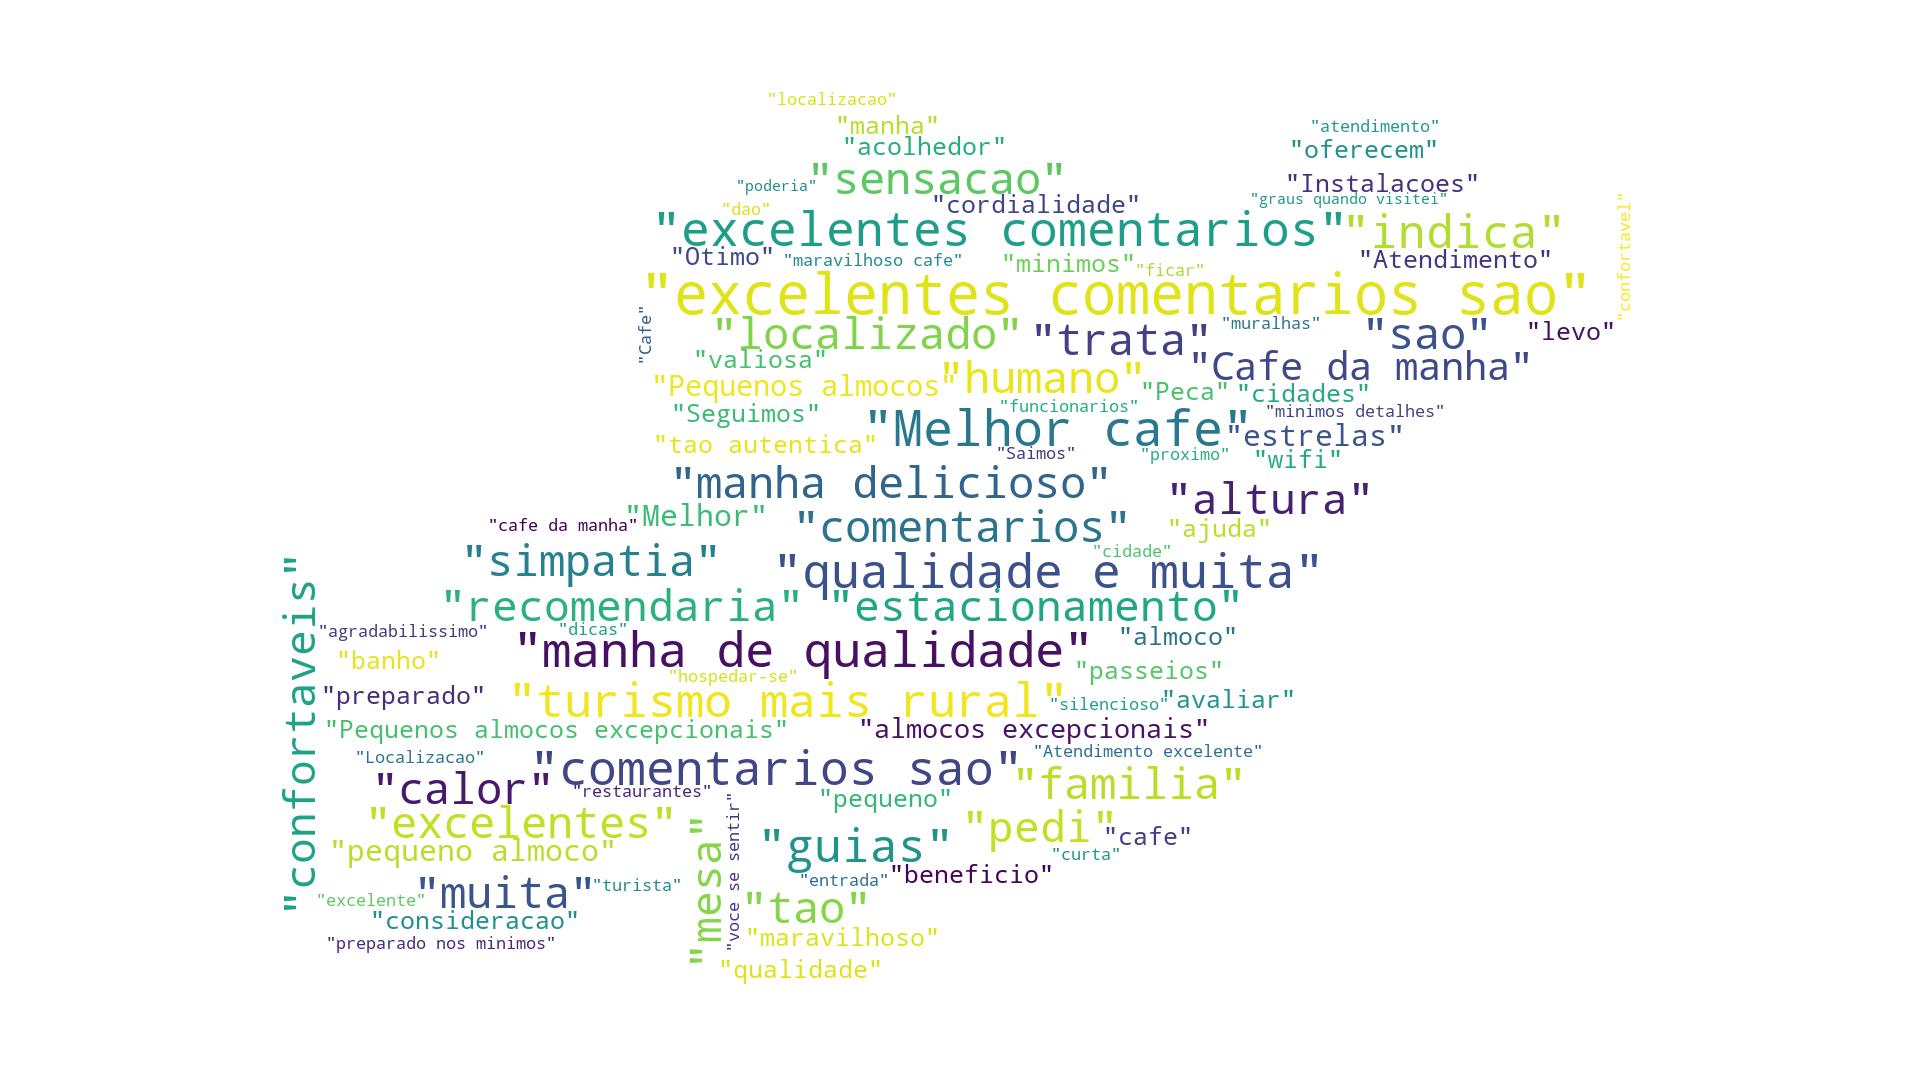 "localizacao"
"manha"
"atendimento"
"acolhedor"
"oferecem"
"sensacao"
"Instalacoes"
"poderia"
"graus quando visitei"
"dao"
"cordialidade"
"confortavel"
"excelentes comentarios"
"indica"
"Otimo"
"maravilhoso cafe"
"minimos"
"ficar"
"Atendimento"
"excelentes comentarios sao"
"Cafe"
"localizado"
"trata"
"muralhas"
"sao"
"levo"
"valiosa"
"Cafe da manha"
"Pequenos almocos"
"humano"
"Peca"
"cidades"
"Seguimos"
"funcionarios"
"minimos detalhes"
"Melhor cafe"
"estrelas"
"tao autentica"
"Saimos"
"proximo"
"wifi"
"manha delicioso"
"altura"
"Melhor"
"cafe da manha"
"comentarios"
"ajuda"
"simpatia"
"cidade"
"qualidade e muita"
"confortaveis"
"recomendaria"
"estacionamento"
"agradabilissimo"
"dicas"
"manha de qualidade"
"almoco"
"banho"
"hospedar-se"
"passeios"
"preparado"
"turismo mais rural"
"silencioso"
"avaliar"
"Pequenos almocos excepcionais"
"almocos excepcionais"
"Localizacao"
"comentarios sao"
"Atendimento excelente"
"calor"
"restaurantes"
"familia"
"pequeno"
"excelentes"
"pedi"
"cafe"
"pequeno almoco"
"mesa"
"voce se sentir"
"guias"
"curta"
"muita"
"turista"
"entrada"
"beneficio"
"excelente"
"consideracao"
"tao"
"preparado nos minimos"
"maravilhoso"
"qualidade"